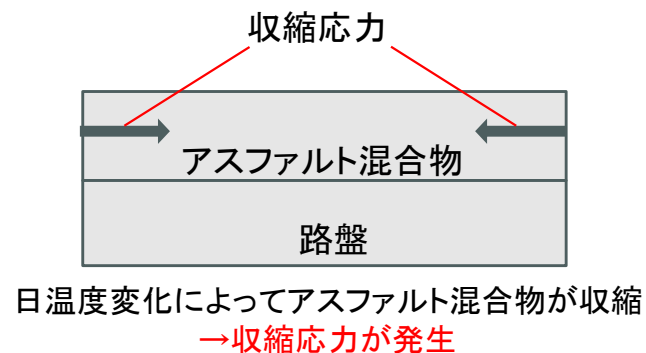 収縮応力
アスファルト混合物
路盤
日温度変化によってアスファルト混合物が収縮
→収縮応力が発生